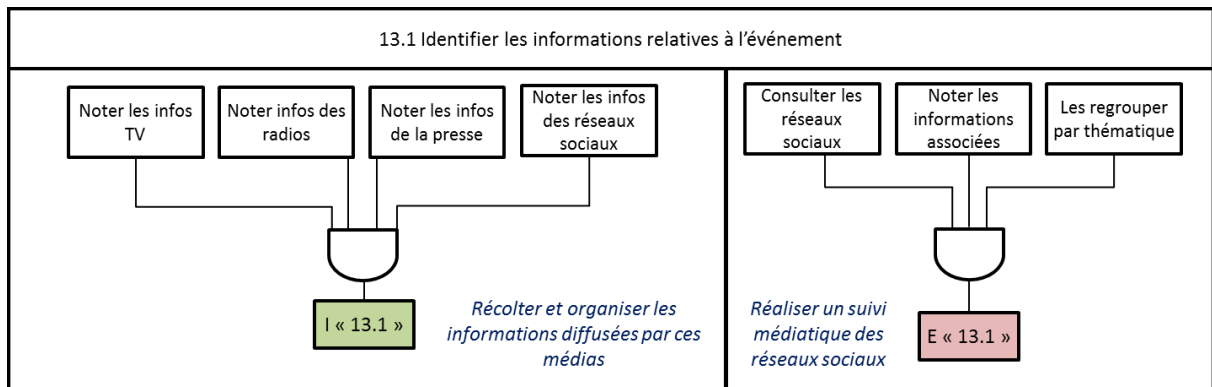 13.1 Identifier les informations relatives à l’événement
Noter les infos
TV
Noter infos des
radios
Noter les infos
de la presse
Noter les infos
des réseaux
sociaux
I « 13.1 »
Récolter et organiser les
informations diffusées par ces
médias
Consulter les
réseaux
sociaux
Noter les
informations
associées
Les regrouper
par thématique
Réaliser un suivi
médiatique des
réseaux sociaux
E « 13.1 »